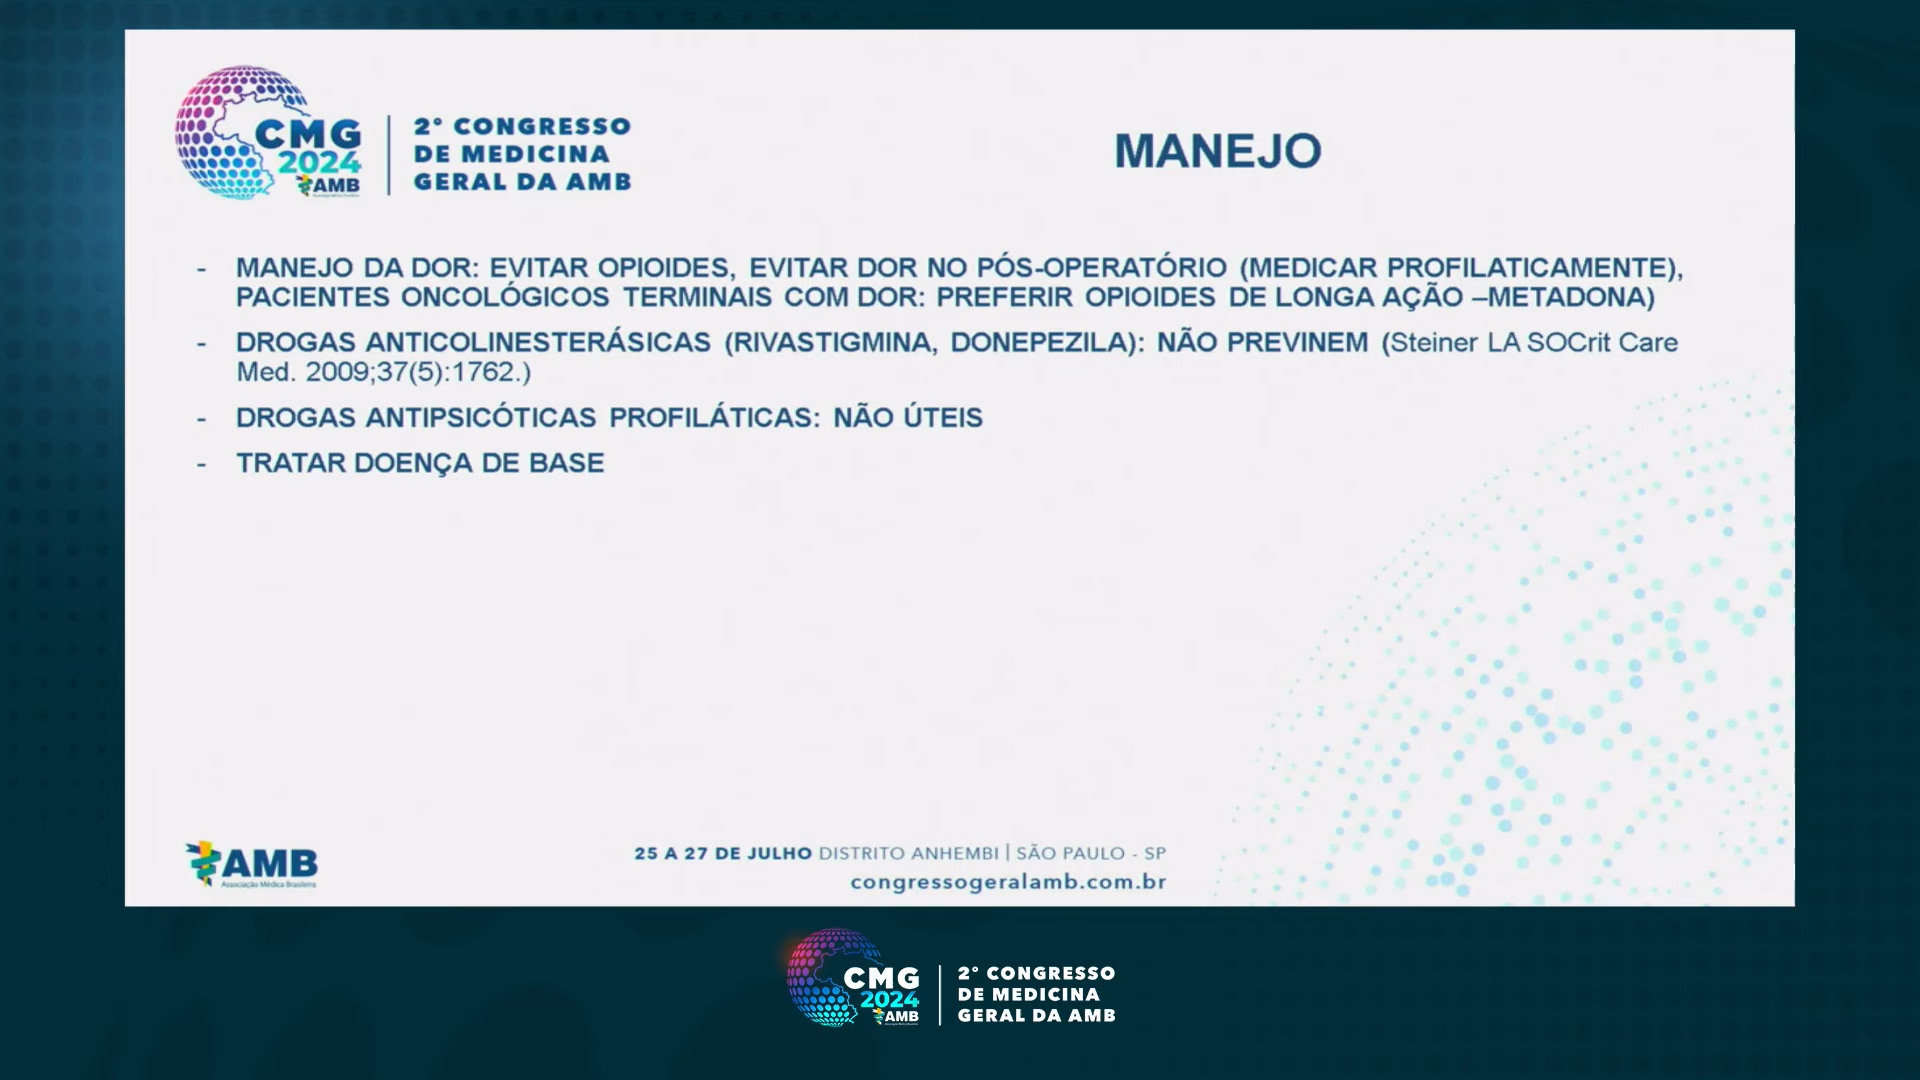 CMG
2024
AMB
2° CONGRESSO
DE MEDICINA
GERAL DA AMB
MANEJO
- MANEJO DA DOR: EVITAR OPIOIDES, EVITAR DOR NO PÓS-OPERATÓRIO (MEDICAR PROFILATICAMENTE),
PACIENTES ONCOLÓGICOS TERMINAIS COM DOR: PREFERIR OPIOIDES DE LONGA AÇÃO –METADONA)
- DROGAS ANTICOLINESTERÁSICAS (RIVASTIGMINA, DONEPEZILA): NÃO PREVINEM (Steiner LA SOCrit Care
Med. 2009;37(5):1762.)
- DROGAS ANTIPSICÓTICAS PROFILÁTICAS: NÃO ÚTEIS
- TRATAR DOENÇA DE BASE
AMB
Associação Médica Brasileira
25 A 27 DE JULHO DISTRITO ANHEMBI | SÃO PAULO - SP
congressogeralamb.com.br
CMG
2024
AMB
2° CONGRESSO
DE MEDICINA
GERAL DA AMB